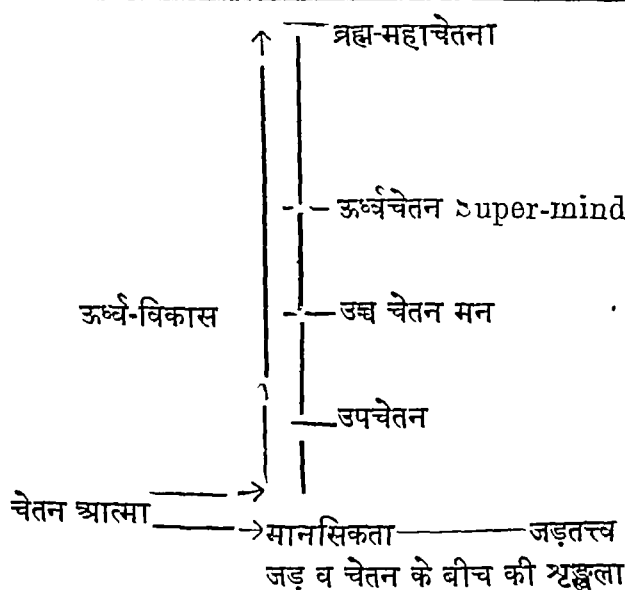 ब्रह्म-महाचेतना
ऊर्ध्वचेतन Super-mind
ऊर्ध्व-विकास
उच्च चेतन मन
उपचेतन
चेतन आत्मा
मानसिकता जड़तत्त्व
जड़ व चेतन के बीच की शृङ्खला